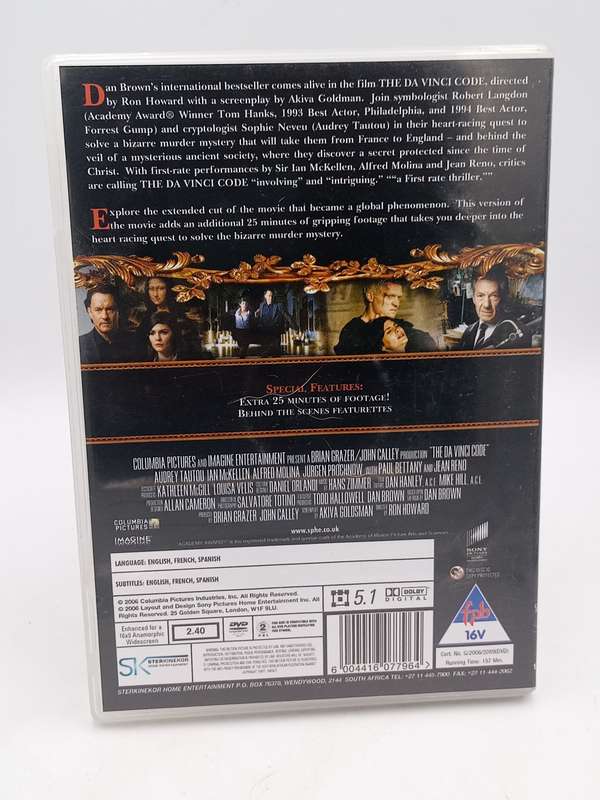 Dan Brown's international bestseller comes alive in the film THE DA VINCI CODE, directed
by Ron Howard with a screenplay by Akiva Goldman. Join symbologist Robert Langdon
(Academy Award® Winner Tom Hanks, 1993 Best Actor, Philadelphia, and 1994 Best Actor,
Forrest Gump) and cryptologist Sophie Neveu (Audrey Tautou) in their heart-racing quest to
solve a bizarre murder mystery that will take them from France to England – and behind the
veil of a mysterious ancient society, where they discover a secret protected since the time of
Christ. With first-rate performances by Sir Ian McKellen, Alfred Molina and Jean Reno, critics
are calling THE DA VINCI CODE "involving" and "intriguing." ""a First rate thriller.""
Explore the extended cut of the movie that became a global phenomenon. This version of
the movie adds an additional 25 minutes of gripping footage that takes you deeper into the
heart racing quest to solve the bizarre murder mystery.
SPECIAL FEATURES:
EXTRA 25 MINUTES OF FOOTAGE!
BEHIND THE SCENES FEATURETTES
COLUMBIA PICTURES AND IMAGINE ENTERTAINMENT PRESENT A BRIAN GRAZER/JOHN CALLEY PRODUCTION "THE DA VINCI CODE"
AUDREY TAUTOU IAN McKELLEN ALFRED MOLINA JURGEN PROCHNOW WITH PAUL BETTANY AND JEAN RENO
KATHLEEN McGILL LOUISA VELIS DANIEL ORLANDI HANS ZIMMER DAN HANLEY, A.C.E. MIKE HILL, A.C.E.
ALLAN CAMERON SALVATORE TOTINO TODD HALLOWELL DAN BROWN DAN BROWN
BRIAN GRAZER JOHN CALLEY AKIVA GOLDSMAN RON HOWARD
COLUMBIA PICTURES
IMAGINE
www.sphe.co.uk
SONY
LANGUAGE: ENGLISH, FRENCH, SPANISH
SUBTITLES: ENGLISH, FRENCH, SPANISH
© 2006 Columbia Pictures Industries, Inc. All Rights Reserved.
© 2006 Layout and Design Sony Pictures Home Entertainment Inc. All
Rights Reserved. 25 Golden Square, London, W1F 9LU.
5.1 DOLBY DIGITAL
Enhanced for a
16x9 Anamorphic
Widescreen
2.40
DVD
2
PAL
6 004416 077964
fpb
16V
Running Time: 152 Min.
SK STERKINEKOR
STERKINEKOR HOME ENTERTAINMENT P.O. BOX 76370, WENDYWOOD, 2144 SOUTH AFRICA TEL: +27 11-445-7900 FAX: +27 11-444-2062